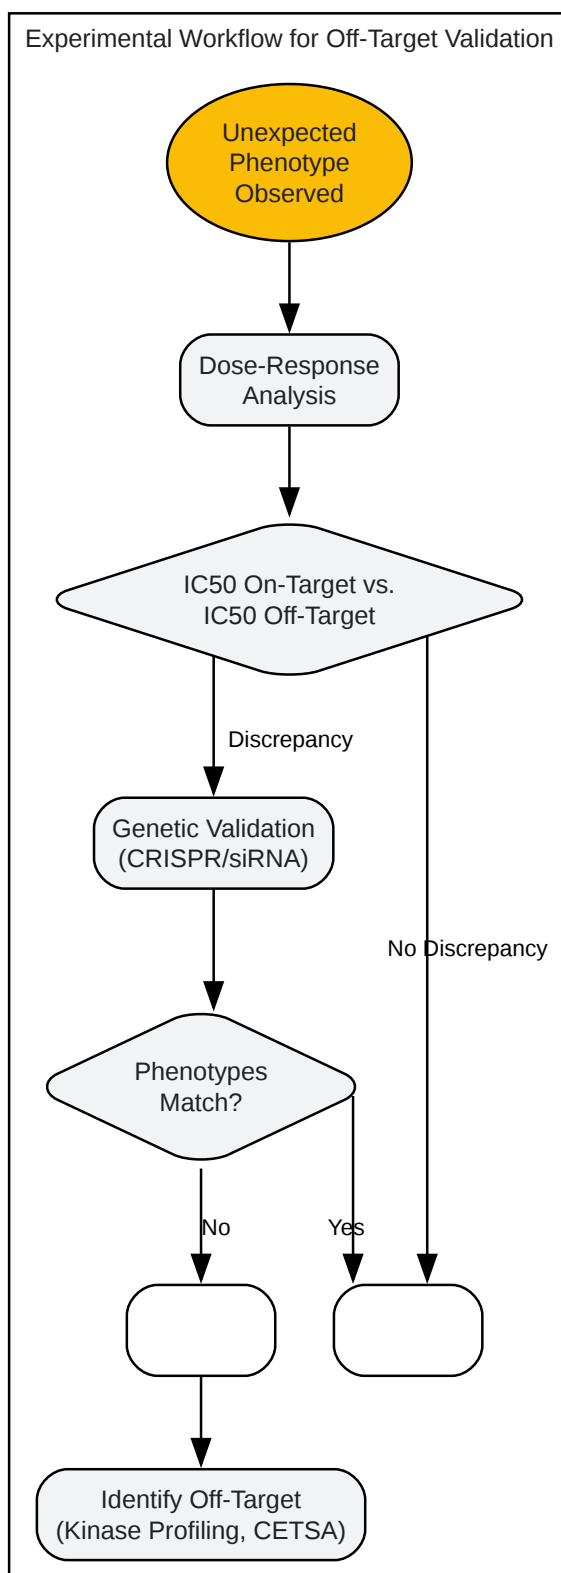 Experimental Workflow for Off-Target Validation
Unexpected
Phenotype
Observed
Dose-Response
Analysis
IC50 On-Target vs.
IC50 Off-Target
Discrepancy
Genetic Validation
(CRISPR/siRNA)
No Discrepancy
Phenotypes
Match?
No
Yes
Identify Off-Target
(Kinase Profiling, CETSA)